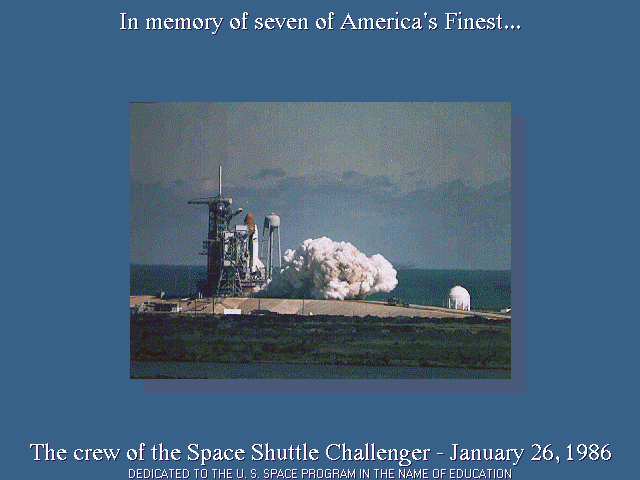 In memory of seven of America's Finest...
The crew of the Space Shuttle Challenger - January 26, 1986
DEDICATED TO THE U. S. SPACE PROGRAM IN THE NAME OF EDUCATION